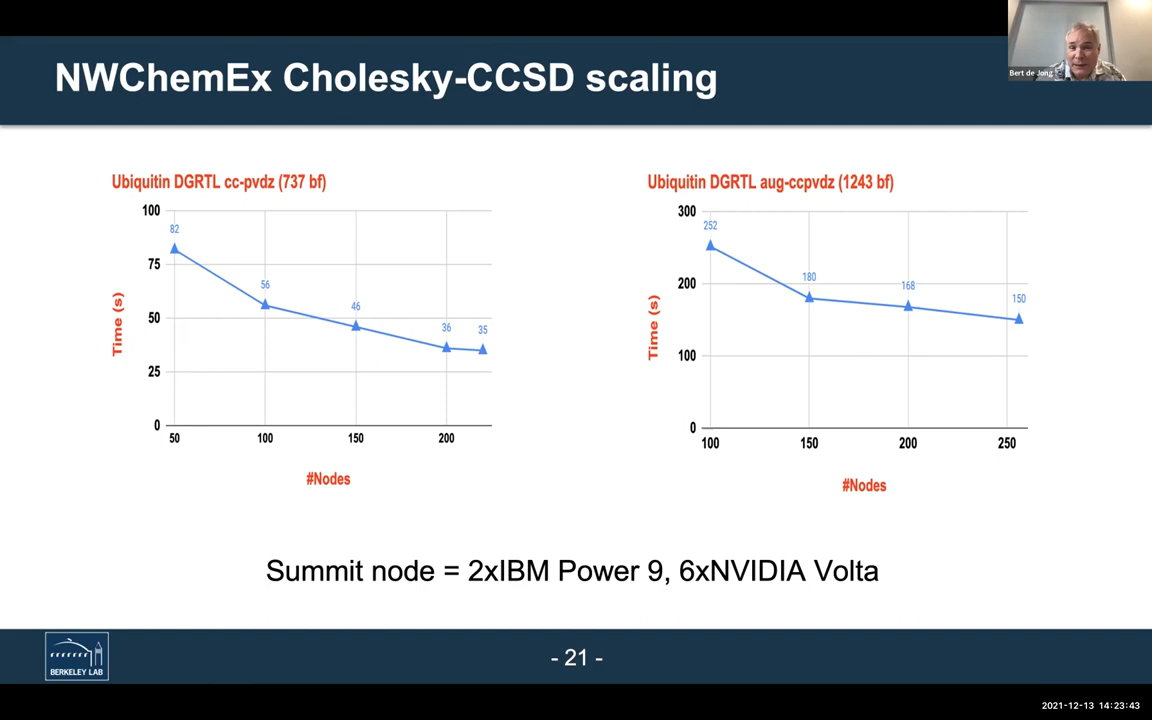 NWChemEx Cholesky-CCSD scaling
Bert de Jong
Ubiquitin DGRTL cc-pvdz (737 bf)
100
75
50
25
0
Time (s)
82
56
46
36
35
50
100
150
200
#Nodes
Ubiquitin DGRTL aug-ccpvdz (1243 bf)
300
200
100
0
Time (s)
252
180
168
150
100
150
200
250
#Nodes
Summit node = 2xIBM Power 9, 6xNVIDIA Volta
BERKELEY LAB
- 21 -
2021-12-13 14:23:43